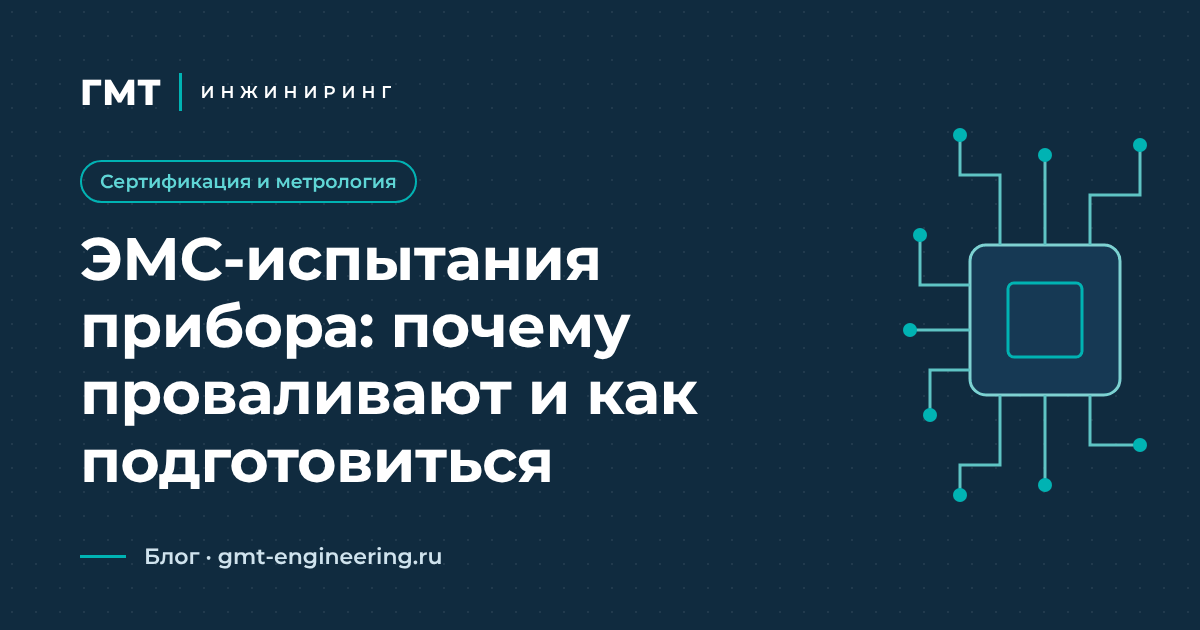 ГМТ ИНЖИНИРИНГ
Сертификация и метрология
ЭМС-испытания
прибора: почему
проваливают и как
подготовиться
Блог · gmt-engineering.ru